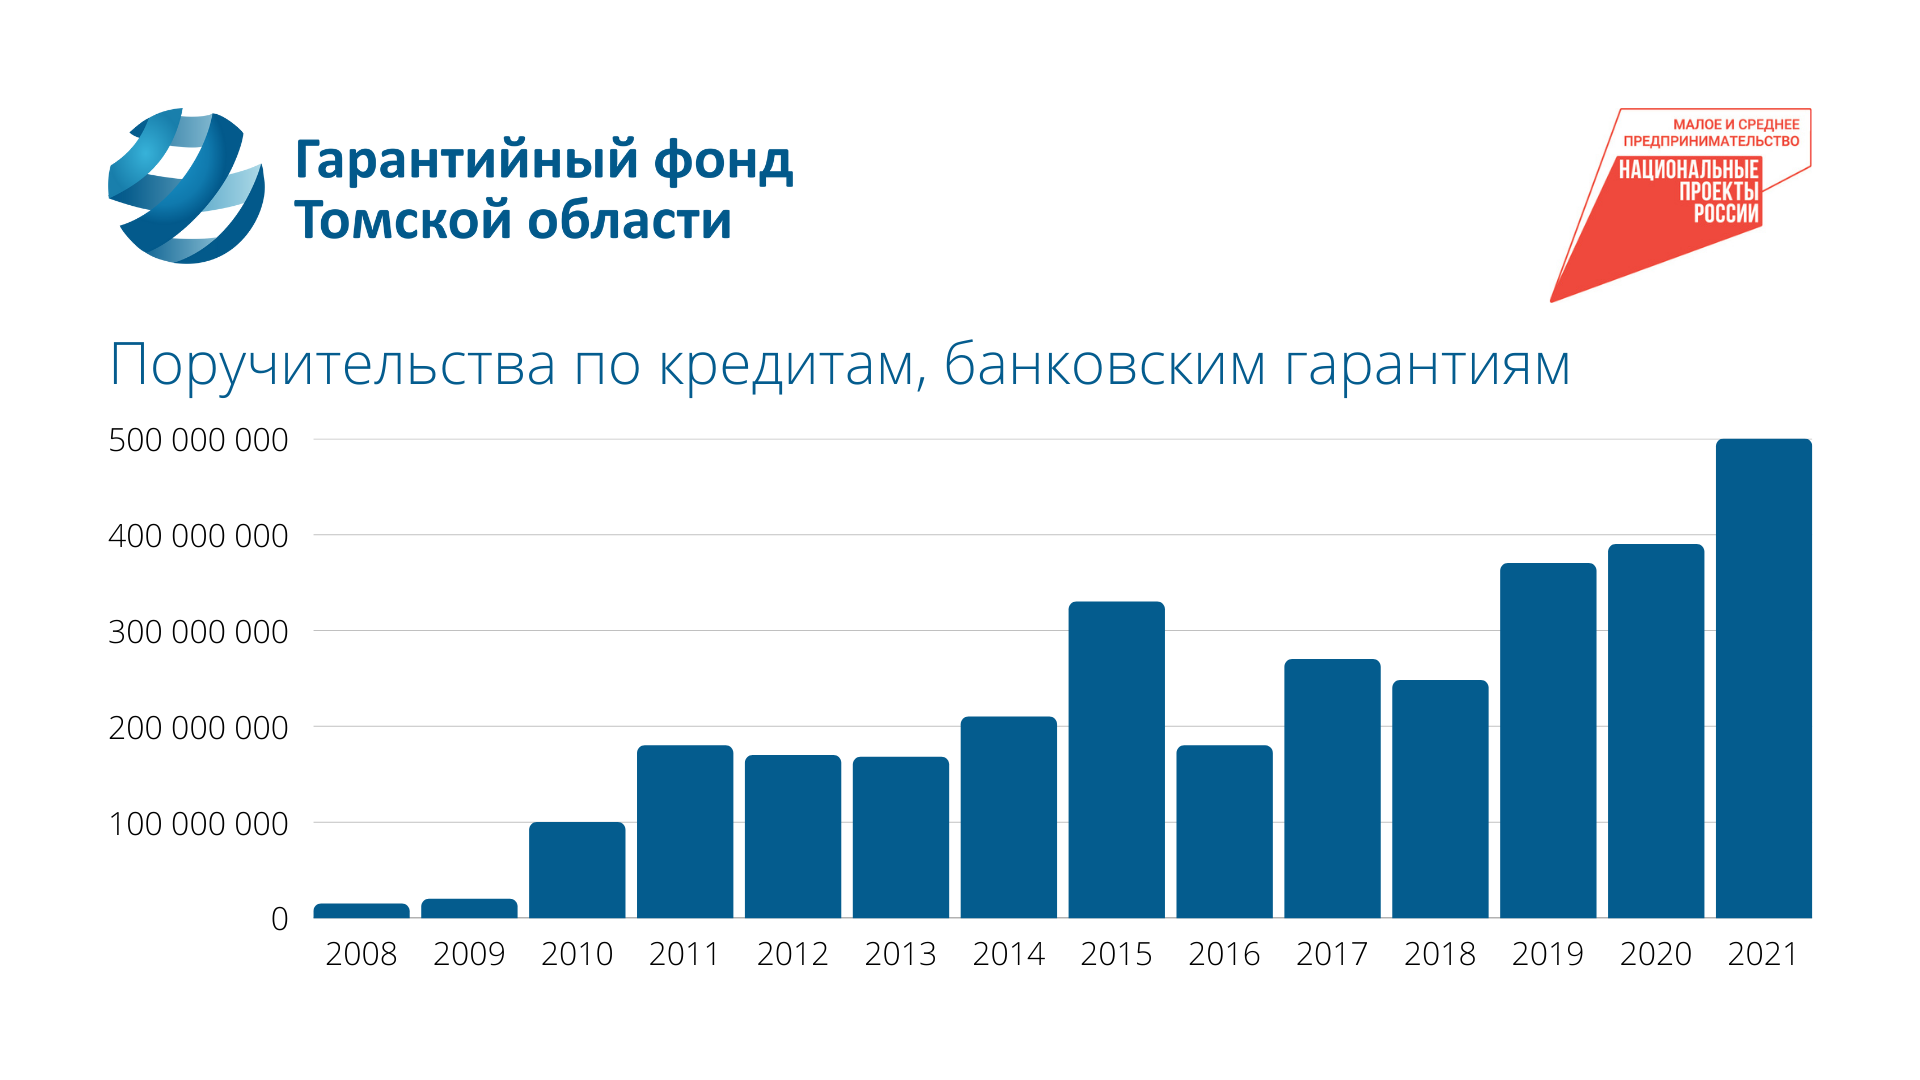 Гарантийный фонд
Томской области
МАЛОЕ И СРЕДНЕЕ
ПРЕДПРИНИМАТЕЛЬСТВО
НАЦИОНАЛЬНЫЕ
ПРОЕКТЫ
РОССИИ
Поручительства по кредитам, банковским гарантиям
500 000 000
400 000 000
300 000 000
200 000 000
100 000 000
0
2008 2009 2010 2011 2012 2013 2014 2015 2016 2017 2018 2019 2020 2021